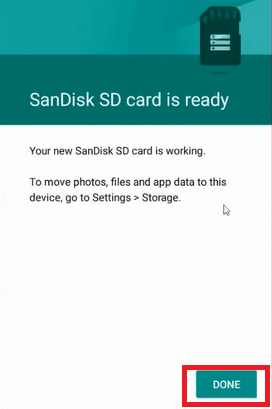 SanDisk SD card is ready
Your new SanDisk SD card is working.
To move photos, files and app data to this
device, go to Settings > Storage.
DONE